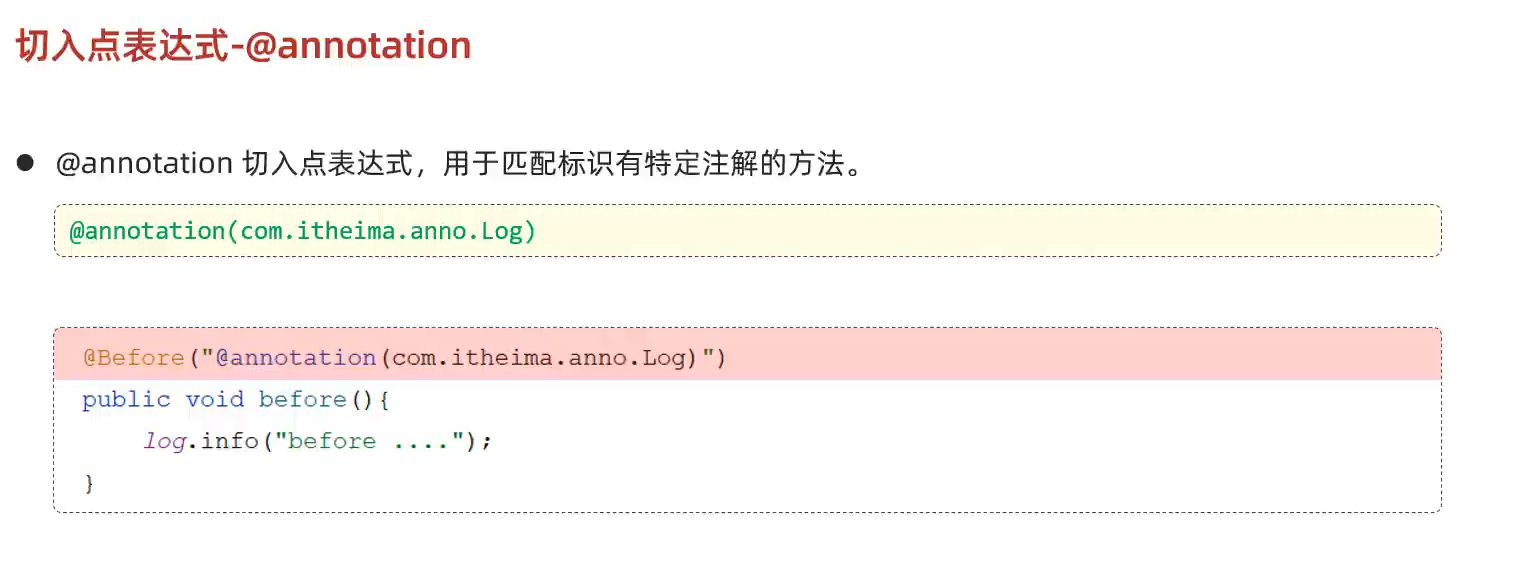 切入点表达式-@annotation
● @annotation 切入点表达式，用于匹配标识有特定注解的方法。
@annotation(com.itheima.anno.Log)
@Before("@annotation(com.itheima.anno.Log)")
public void before(){
    log.info("before ....");
}